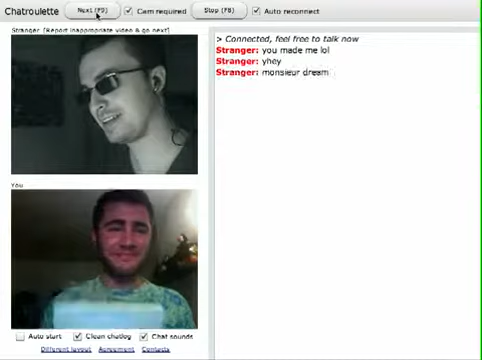 Chatroulette Next (F9) Cam required Stop (F8) Auto reconnect
Stranger [Report inappropriate video & go next]
> Connected, feel free to talk now
Stranger: you made me lol
Stranger: yhey
Stranger: monsieur dream
You
Auto start Clean chatlog Chat sounds
Different layout Agreement Contacts